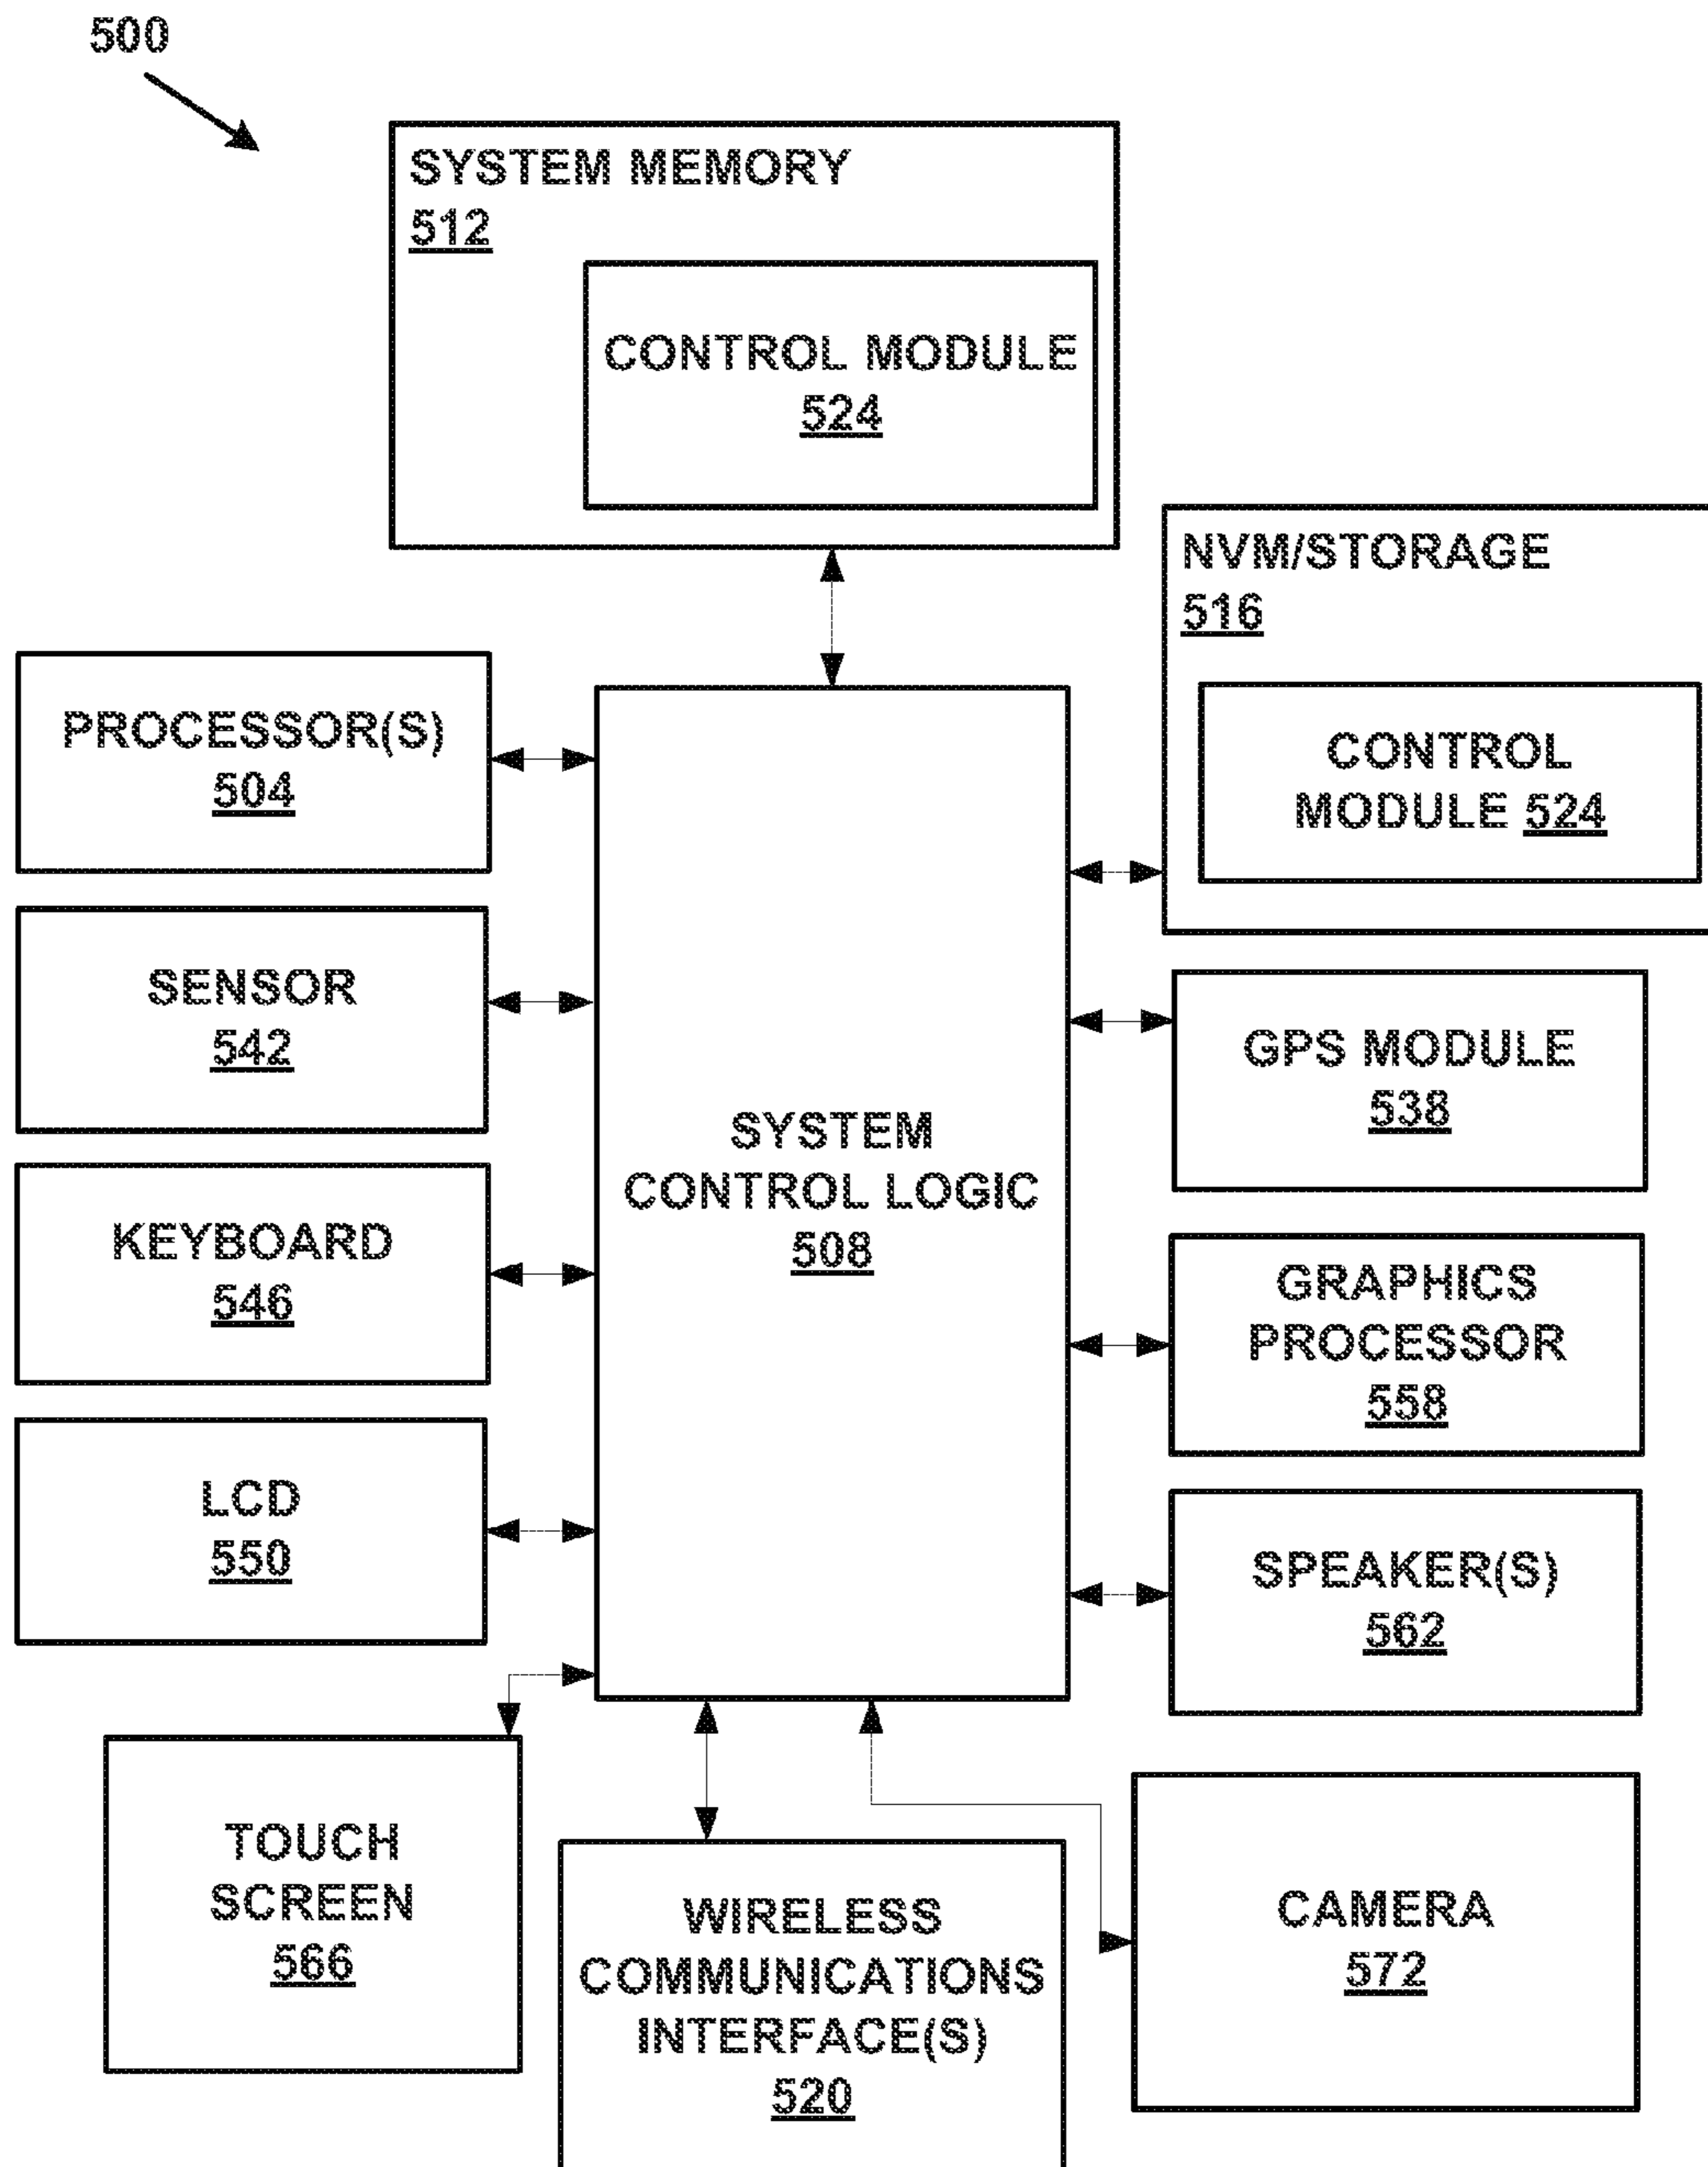 500
SYSTEM MEMORY
512
CONTROL MODULE
524
NVM/STORAGE
516
CONTROL
MODULE 524
PROCESSOR(S)
504
SENSOR
542
KEYBOARD
546
LCD
550
SYSTEM
CONTROL LOGIC
508
GPS MODULE
538
GRAPHICS
PROCESSOR
558
SPEAKER(S)
562
TOUCH
SCREEN
566
WIRELESS
COMMUNICATIONS
INTERFACE(S)
520
CAMERA
572